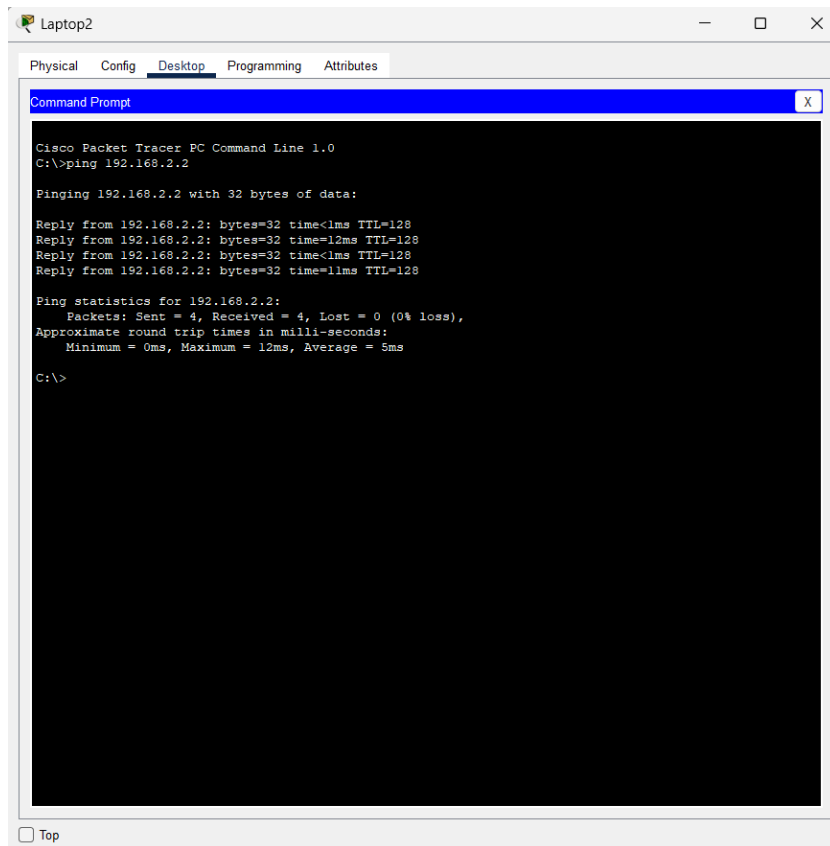 Laptop2
Physical Config Desktop Programming Attributes
Command Prompt X
Cisco Packet Tracer PC Command Line 1.0
C:\>ping 192.168.2.2
Pinging 192.168.2.2 with 32 bytes of data:
Reply from 192.168.2.2: bytes=32 time<1ms TTL=128
Reply from 192.168.2.2: bytes=32 time=12ms TTL=128
Reply from 192.168.2.2: bytes=32 time<1ms TTL=128
Reply from 192.168.2.2: bytes=32 time=11ms TTL=128
Ping statistics for 192.168.2.2:
Packets: Sent = 4, Received = 4, Lost = 0 (0% loss),
Approximate round trip times in milli-seconds:
Minimum = 0ms, Maximum = 12ms, Average = 5ms
C:\>
Top